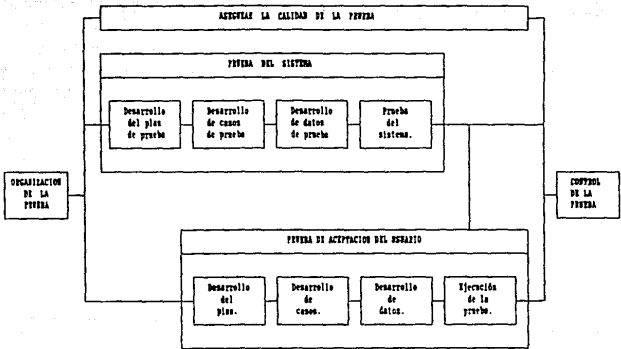 ASEGURAR LA CALIDAD DE LA PRUEBA
PRUEBA DEL SISTEMA
Desarrollo
del plan
de prueba
Desarrollo
de casos
de prueba
Desarrollo
de datos
de prueba
Prueba
del
sistema.
ORGANIZACION
DE LA
PRUEBA
CONTROL
DE LA
PRUEBA
PRUEBA DE ACEPTACION DEL USUARIO
Desarrollo
del
plan.
Desarrollo
de
casos.
Desarrollo
de
datos.
Ejecución
de la
prueba.